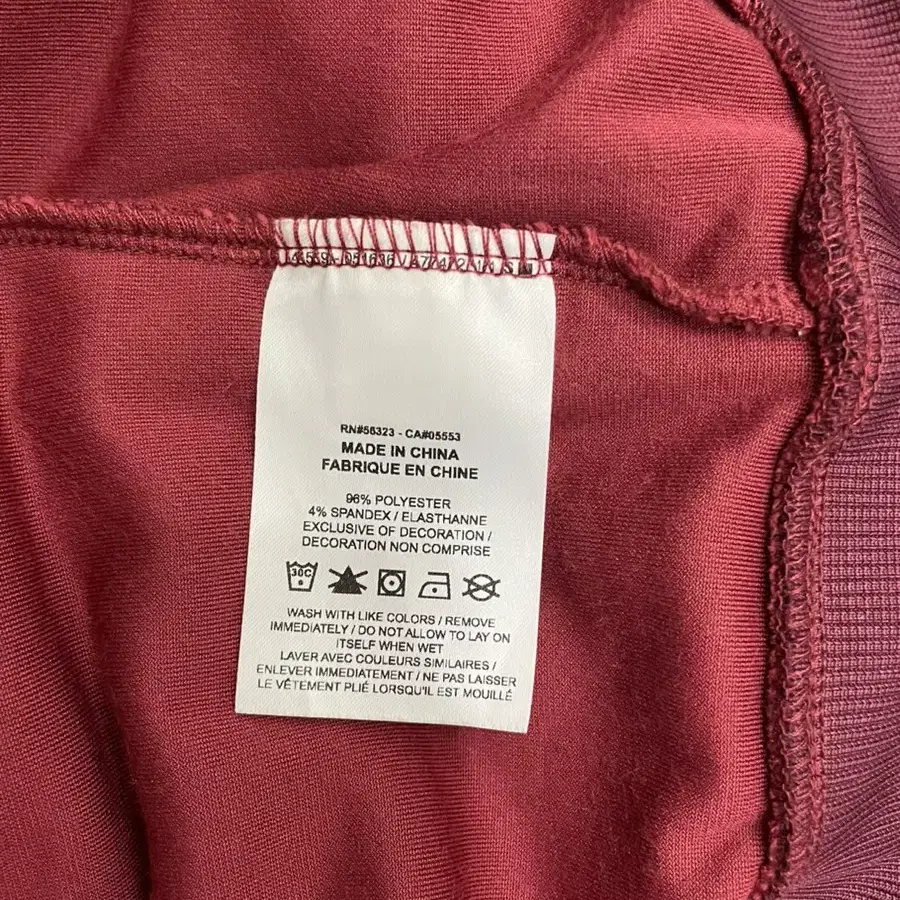 RN#56323 - CA#05553
MADE IN CHINA
FABRIQUE EN CHINE
96% POLYESTER
4% SPANDEX / ELASTHANNE
EXCLUSIVE OF DECORATION /
DECORATION NON COMPRISE
30C
WASH WITH LIKE COLORS / REMOVE
IMMEDIATELY / DO NOT ALLOW TO LAY ON
ITSELF WHEN WET
LAVER AVEC COULEURS SIMILAIRES /
ENLEVER IMMEDIATEMENT / NE PAS LAISSER
LE VÊTEMENT PLIÉ LORSQU'IL EST MOUILLÉ